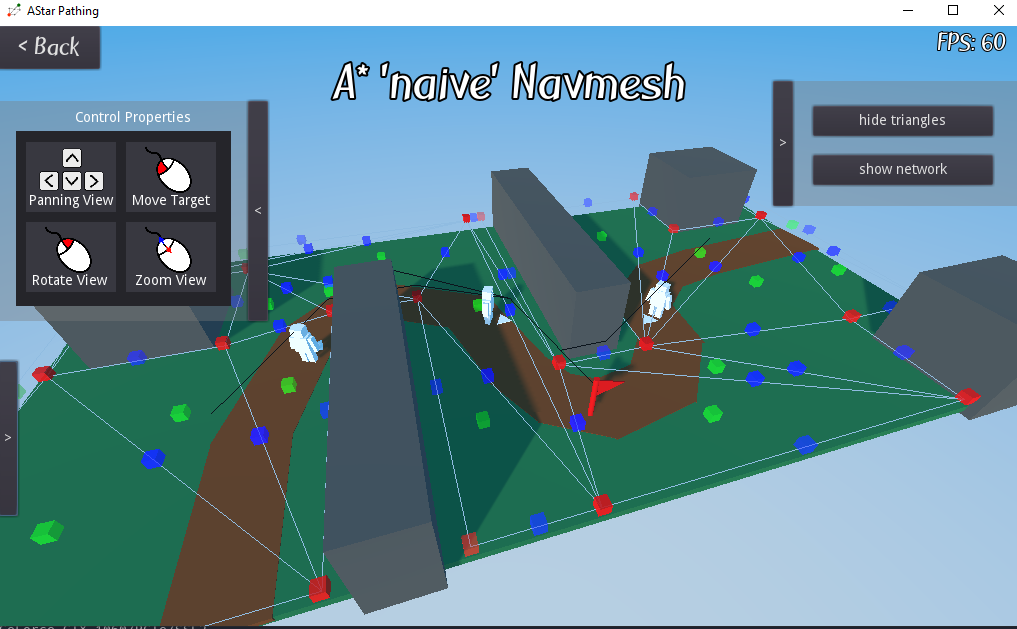 AStar Pathing
< Back
FPS: 60
A* 'naive' Navmesh
Control Properties
Panning View
Move Target
Rotate View
Zoom View
<
>
hide triangles
show network
>